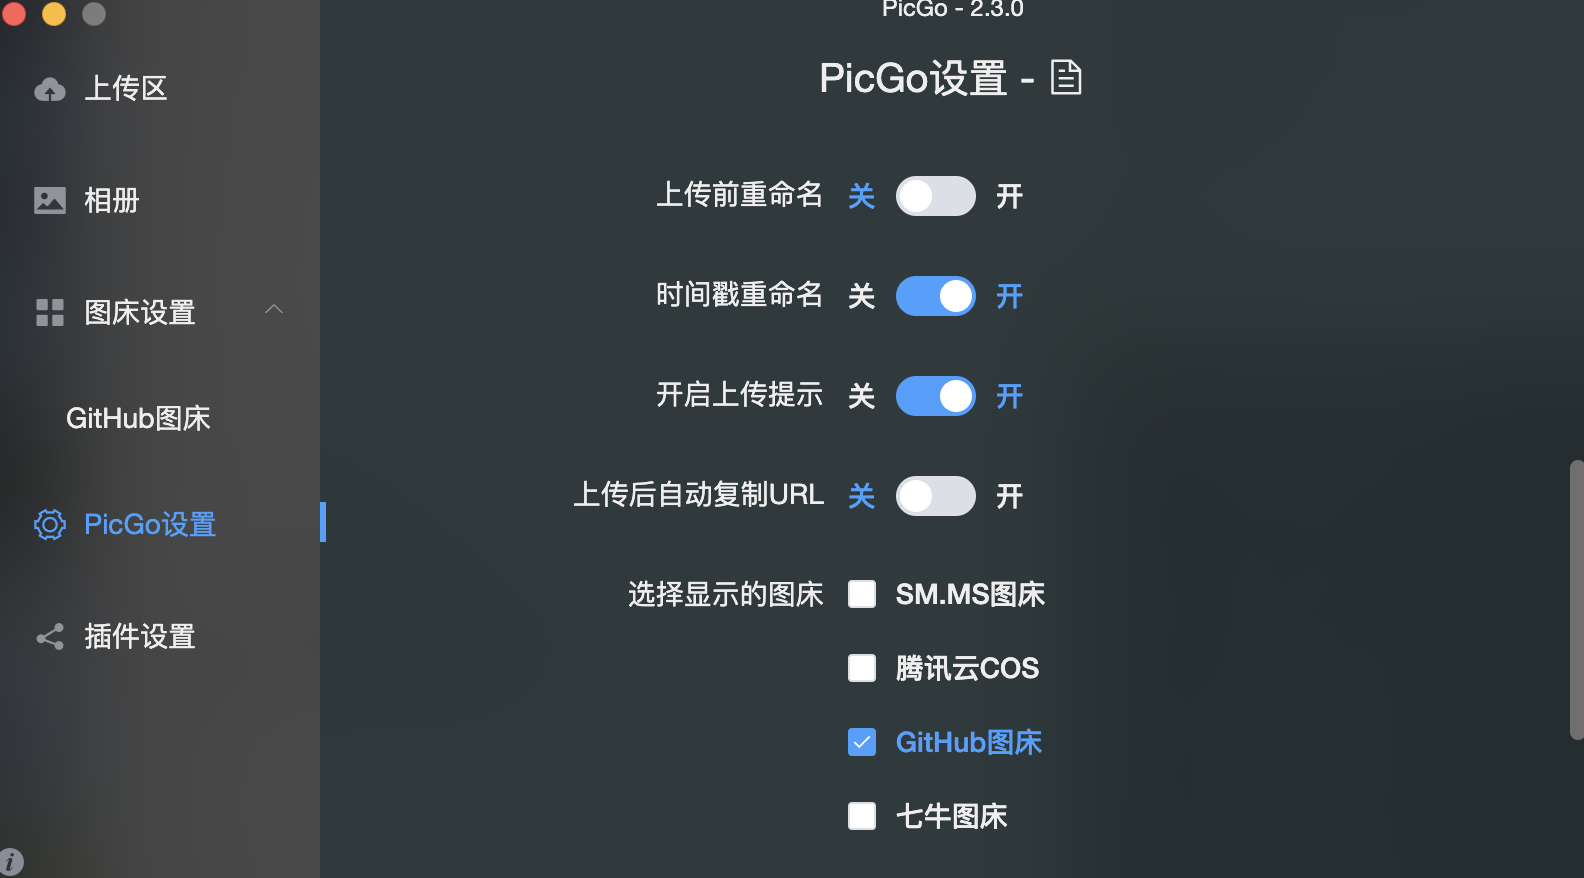 PicGo - 2.3.0
上传区
相册
图床设置
GitHub图床
PicGo设置
插件设置
PicGo设置 -
上传前重命名 关 开
时间戳重命名 关 开
开启上传提示 关 开
上传后自动复制URL 关 开
选择显示的图床 SM.MS图床
腾讯云COS
GitHub图床
七牛图床